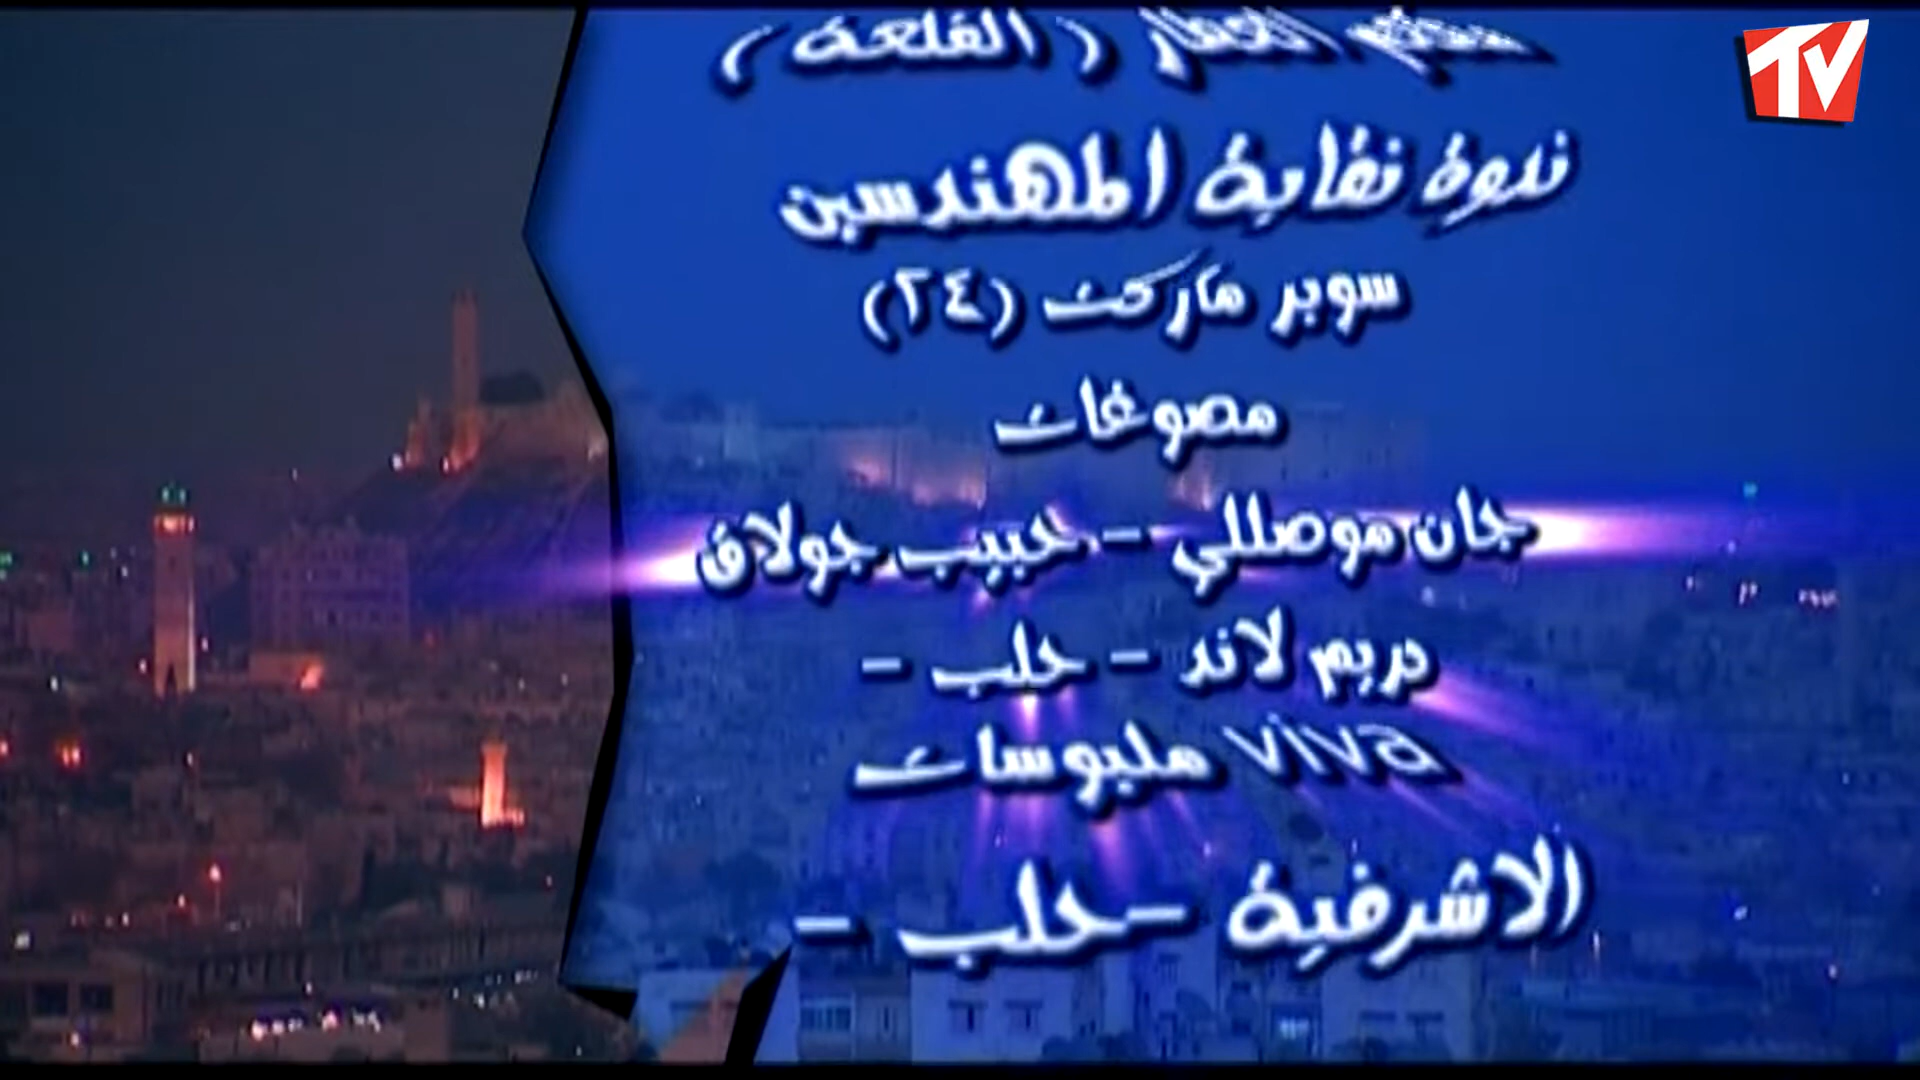 ( القلعة )
TV
ندوة نقابة المهندسين
سوبر ماركت (٢٤)
مصوغات
جان موصللي - حبيب جولاق
دريم لاند - حلب -
viva ملبوسات
الاشرفية - حلب -